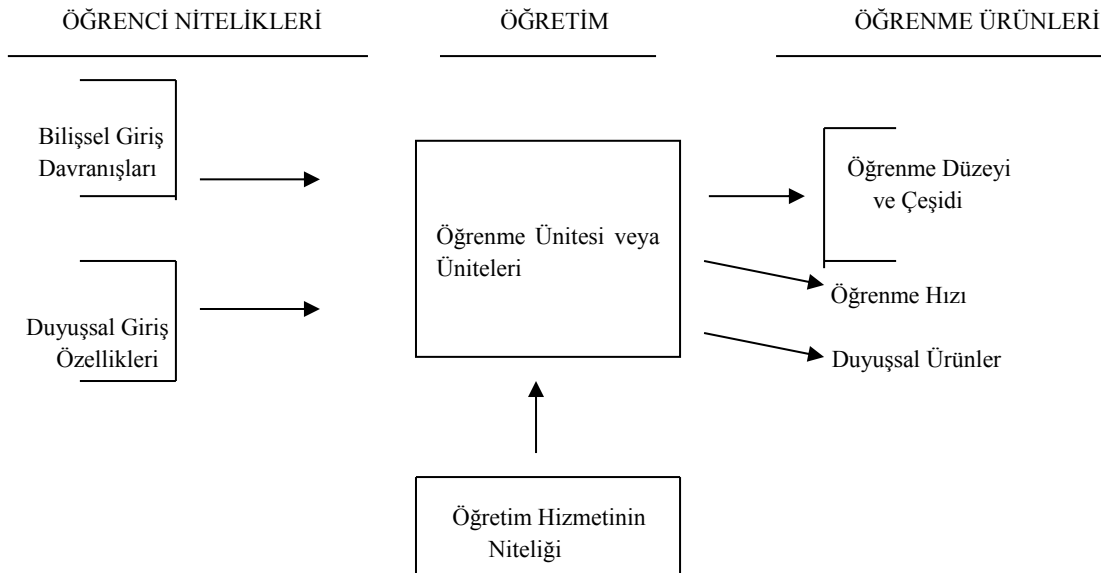 ÖĞRENCİ NİTELİKLERİ
ÖĞRETİM
ÖĞRENME ÜRÜNLERİ
Bilişsel Giriş
Davranışları
Duyuşsal Giriş
Özellikleri
Öğrenme Ünitesi veya
Üniteleri
Öğrenme Düzeyi
ve Çeşidi
Öğrenme Hızı
Duyuşsal Ürünler
Öğretim Hizmetinin
Niteliği